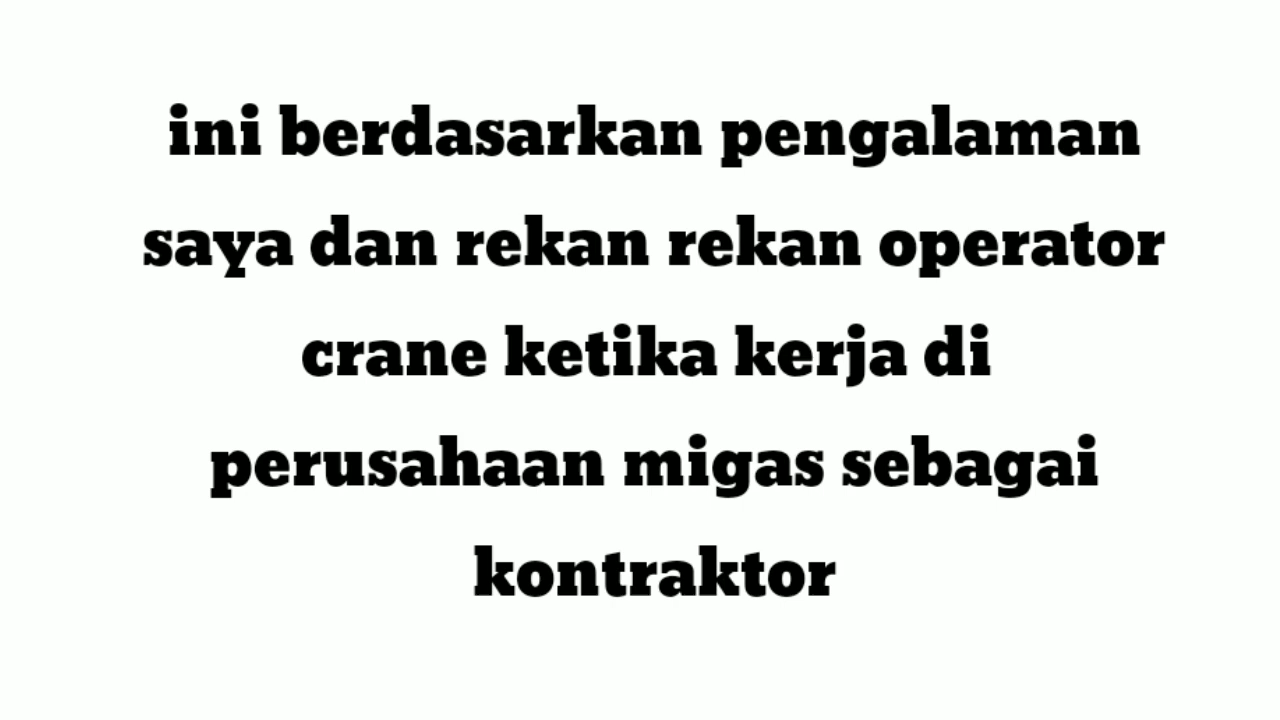 ini berdasarkan pengalaman
saya dan rekan rekan operator
crane ketika kerja di
perusahaan migas sebagai
kontraktor